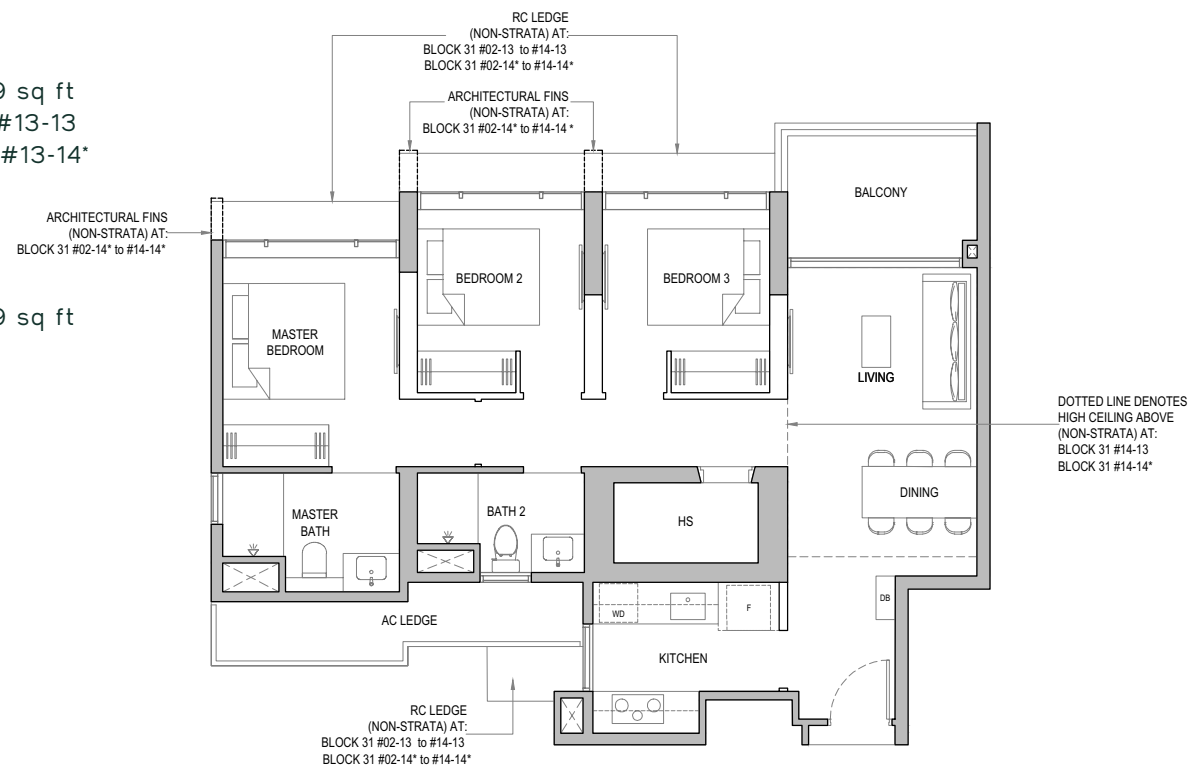 9 sq ft
#13-13
#13-14*
9 sq ft
RC LEDGE
(NON-STRATA) AT:
BLOCK 31 #02-13 to #14-13
BLOCK 31 #02-14* to #14-14*
ARCHITECTURAL FINS
(NON-STRATA) AT:
BLOCK 31 #02-14* to #14-14*
ARCHITECTURAL FINS
(NON-STRATA) AT:
BLOCK 31 #02-14* to #14-14*
BALCONY
BEDROOM 2
BEDROOM 3
MASTER
BEDROOM
LIVING
DOTTED LINE DENOTES
HIGH CEILING ABOVE
(NON-STRATA) AT:
BLOCK 31 #14-13
BLOCK 31 #14-14*
DINING
MASTER
BATH
BATH 2
HS
DB
WD
F
AC LEDGE
KITCHEN
RC LEDGE
(NON-STRATA) AT:
BLOCK 31 #02-13 to #14-13
BLOCK 31 #02-14* to #14-14*